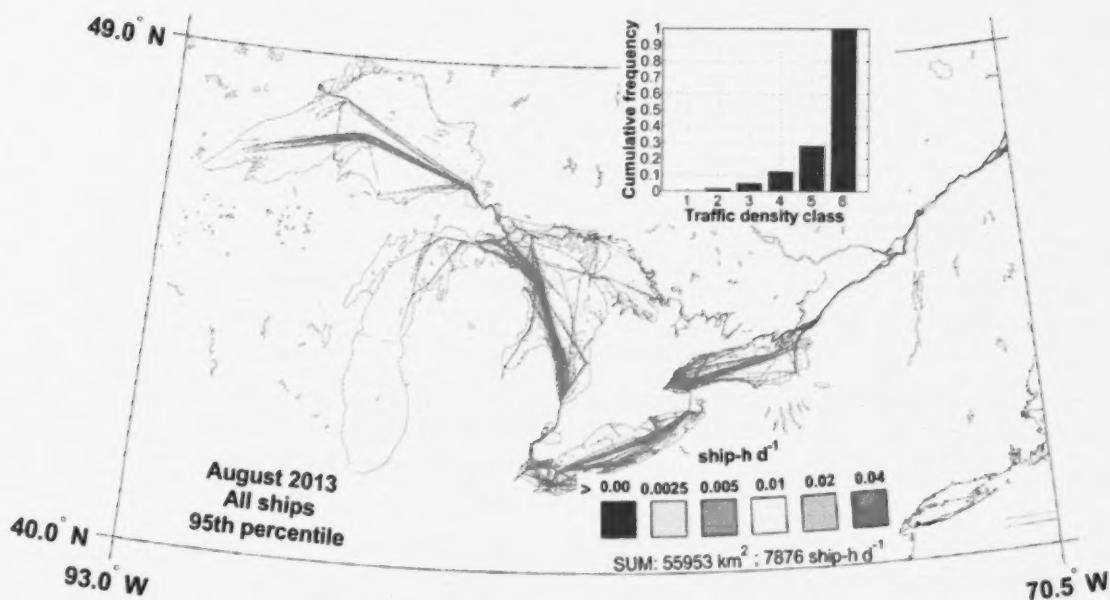 49.0° N
Cumulative frequency
1
0.9
0.8
0.7
0.6
0.5
0.4
0.3
0.2
0.1
0
1 2 3 4 5 6
Traffic density class
August 2013
All ships
95th percentile
ship-h d⁻¹
> 0.00 0.0025 0.005 0.01 0.02 0.04
SUM: 55953 km² ; 7876 ship-h d⁻¹
40.0° N
93.0° W
70.5° W